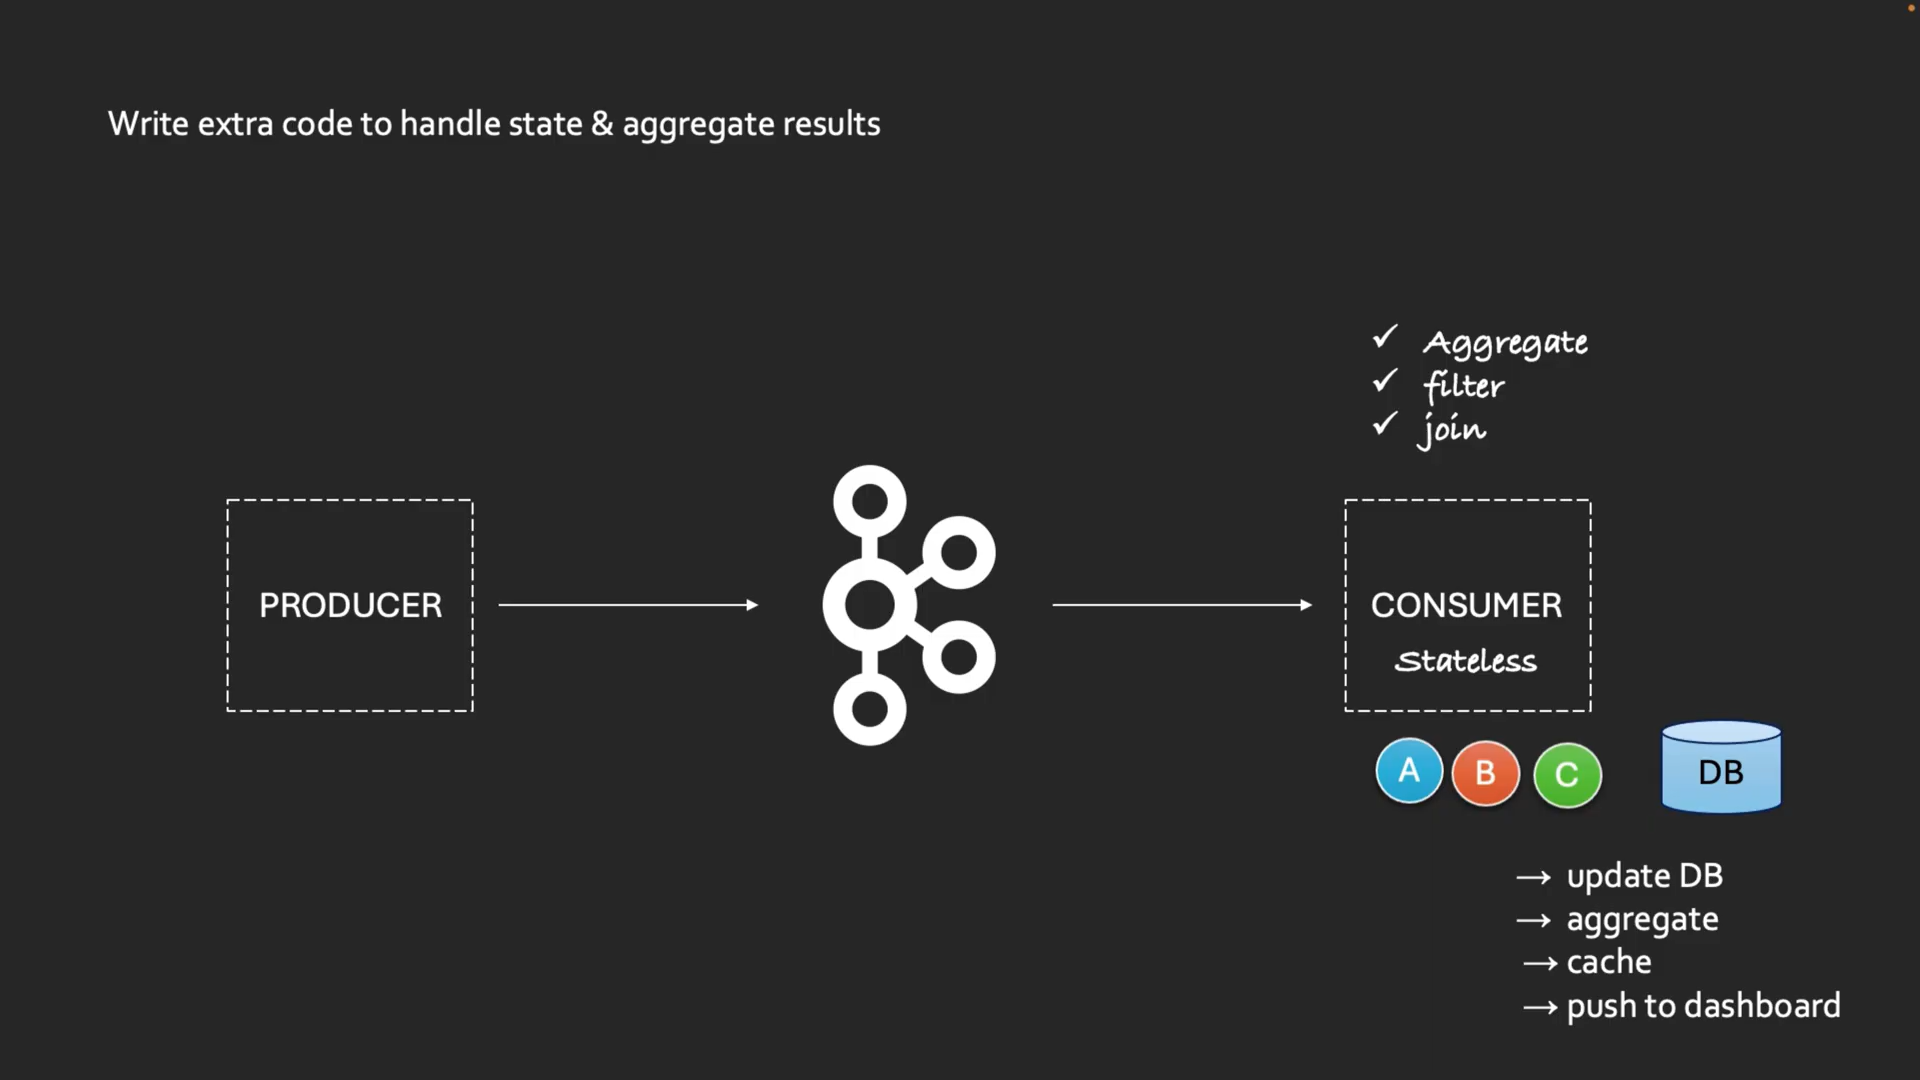 Write extra code to handle state & aggregate results
✓ Aggregate
✓ filter
✓ join
PRODUCER
CONSUMER
Stateless
A B C
DB
→ update DB
→ aggregate
→ cache
→ push to dashboard